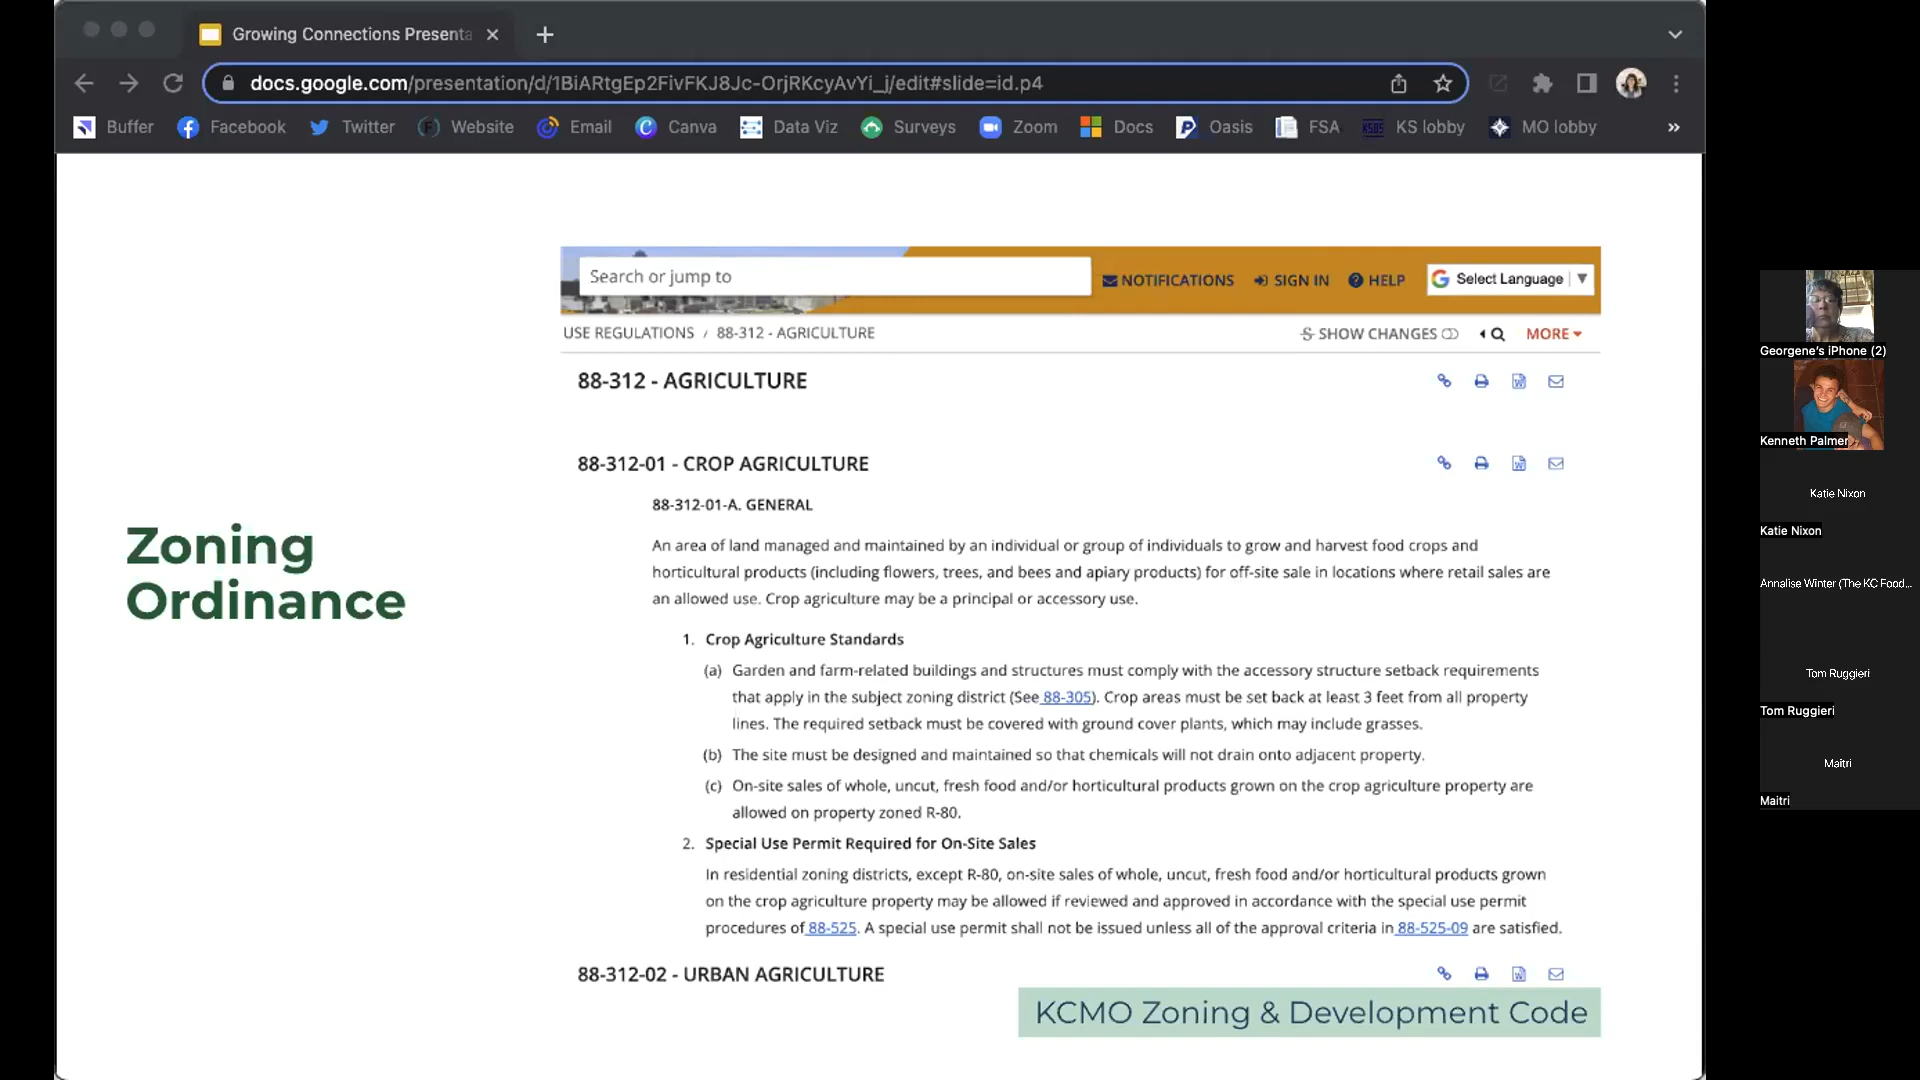 Growing Connections Presenta
docs.google.com/presentation/d/1BiARtgEp2FivFKJ8Jc-OrjRKcyAvYi_j/edit#slide=id.p4
Buffer Facebook Twitter Website Email Canva Data Viz Surveys Zoom Docs Oasis FSA KS lobby MO lobby »
Search or jump to
NOTIFICATIONS SIGN IN HELP Select Language ▼
USE REGULATIONS / 88-312 - AGRICULTURE
SHOW CHANGES MORE
88-312 - AGRICULTURE
88-312-01 - CROP AGRICULTURE
88-312-01-A. GENERAL
An area of land managed and maintained by an individual or group of individuals to grow and harvest food crops and
horticultural products (including flowers, trees, and bees and apiary products) for off-site sale in locations where retail sales are
an allowed use. Crop agriculture may be a principal or accessory use.
1. Crop Agriculture Standards
(a) Garden and farm-related buildings and structures must comply with the accessory structure setback requirements
that apply in the subject zoning district (See 88-305). Crop areas must be set back at least 3 feet from all property
lines. The required setback must be covered with ground cover plants, which may include grasses.
(b) The site must be designed and maintained so that chemicals will not drain onto adjacent property.
(c) On-site sales of whole, uncut, fresh food and/or horticultural products grown on the crop agriculture property are
allowed on property zoned R-80.
2. Special Use Permit Required for On-Site Sales
In residential zoning districts, except R-80, on-site sales of whole, uncut, fresh food and/or horticultural products grown
on the crop agriculture property may be allowed if reviewed and approved in accordance with the special use permit
procedures of 88-525. A special use permit shall not be issued unless all of the approval criteria in 88-525-09 are satisfied.
88-312-02 - URBAN AGRICULTURE
KCMO Zoning & Development Code
Zoning
Ordinance
Georgene's iPhone (2)
Kenneth Palmer
Katie Nixon
Katie Nixon
Annalise Winter (The KC Food...
Tom Ruggieri
Tom Ruggieri
Maitri
Maitri